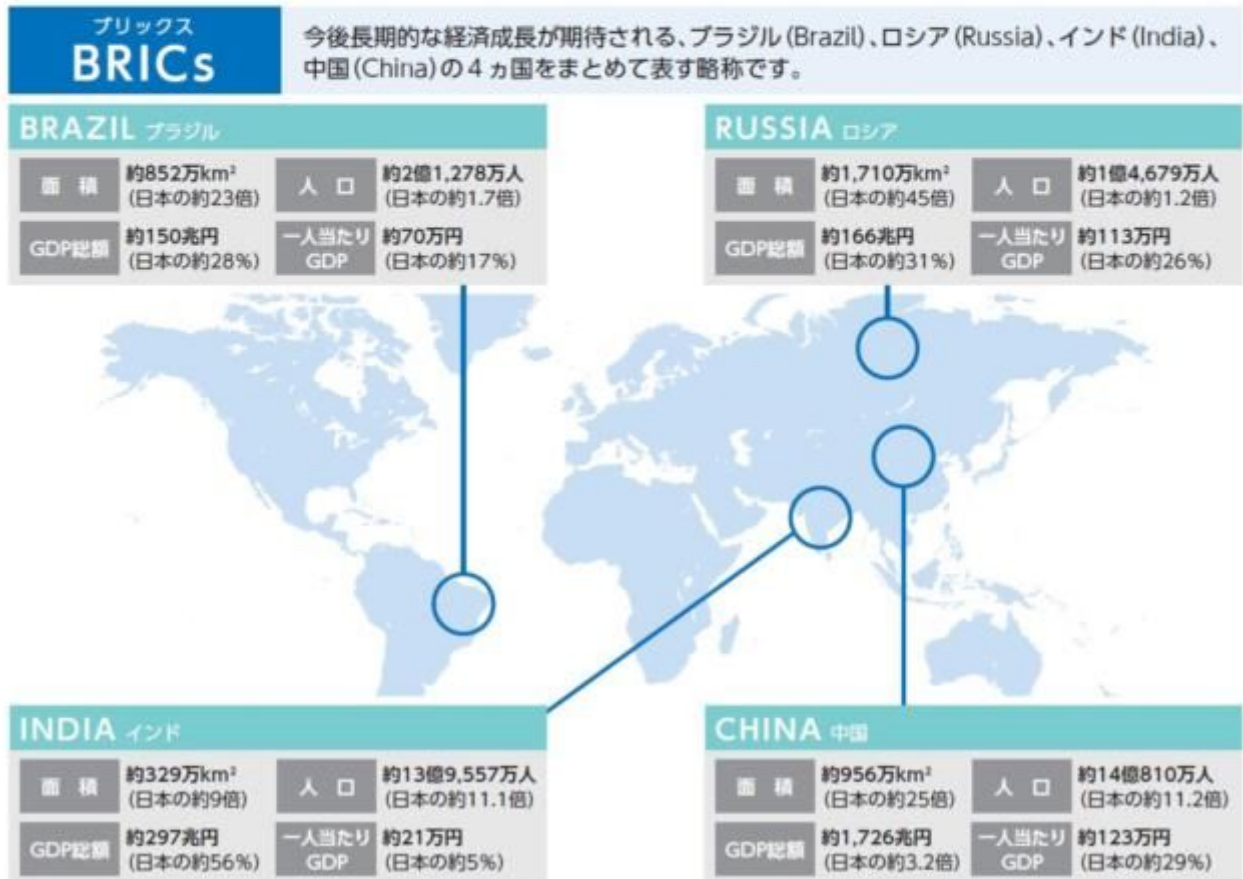 ブリックス
BRICs
今後長期的な経済成長が期待される、ブラジル(Brazil)、ロシア(Russia)、インド(India)、
中国(China)の4ヵ国をまとめて表す略称です。
BRAZIL ブラジル
面積 約852万km² (日本の約23倍)
人口 約2億1,278万人 (日本の約1.7倍)
GDP総額 約150兆円 (日本の約28%)
一人当たりGDP 約70万円 (日本の約17%)
RUSSIA ロシア
面積 約1,710万km² (日本の約45倍)
人口 約1億4,679万人 (日本の約1.2倍)
GDP総額 約166兆円 (日本の約31%)
一人当たりGDP 約113万円 (日本の約26%)
INDIA インド
面積 約329万km² (日本の約9倍)
人口 約13億9,557万人 (日本の約11.1倍)
GDP総額 約297兆円 (日本の約56%)
一人当たりGDP 約21万円 (日本の約5%)
CHINA 中国
面積 約956万km² (日本の約25倍)
人口 約14億810万人 (日本の約11.2倍)
GDP総額 約1,726兆円 (日本の約3.2倍)
一人当たりGDP 約123万円 (日本の約29%)